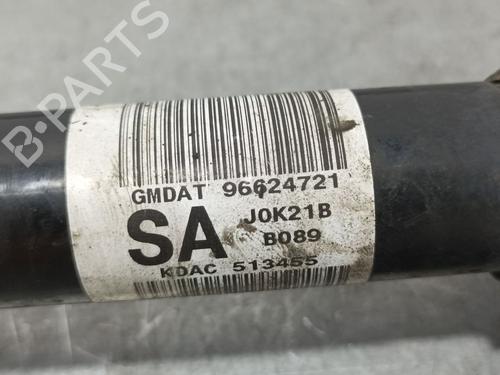 B-PARTS
GMDAT 96624721
SA J0K21B
B089
KDAC 513455